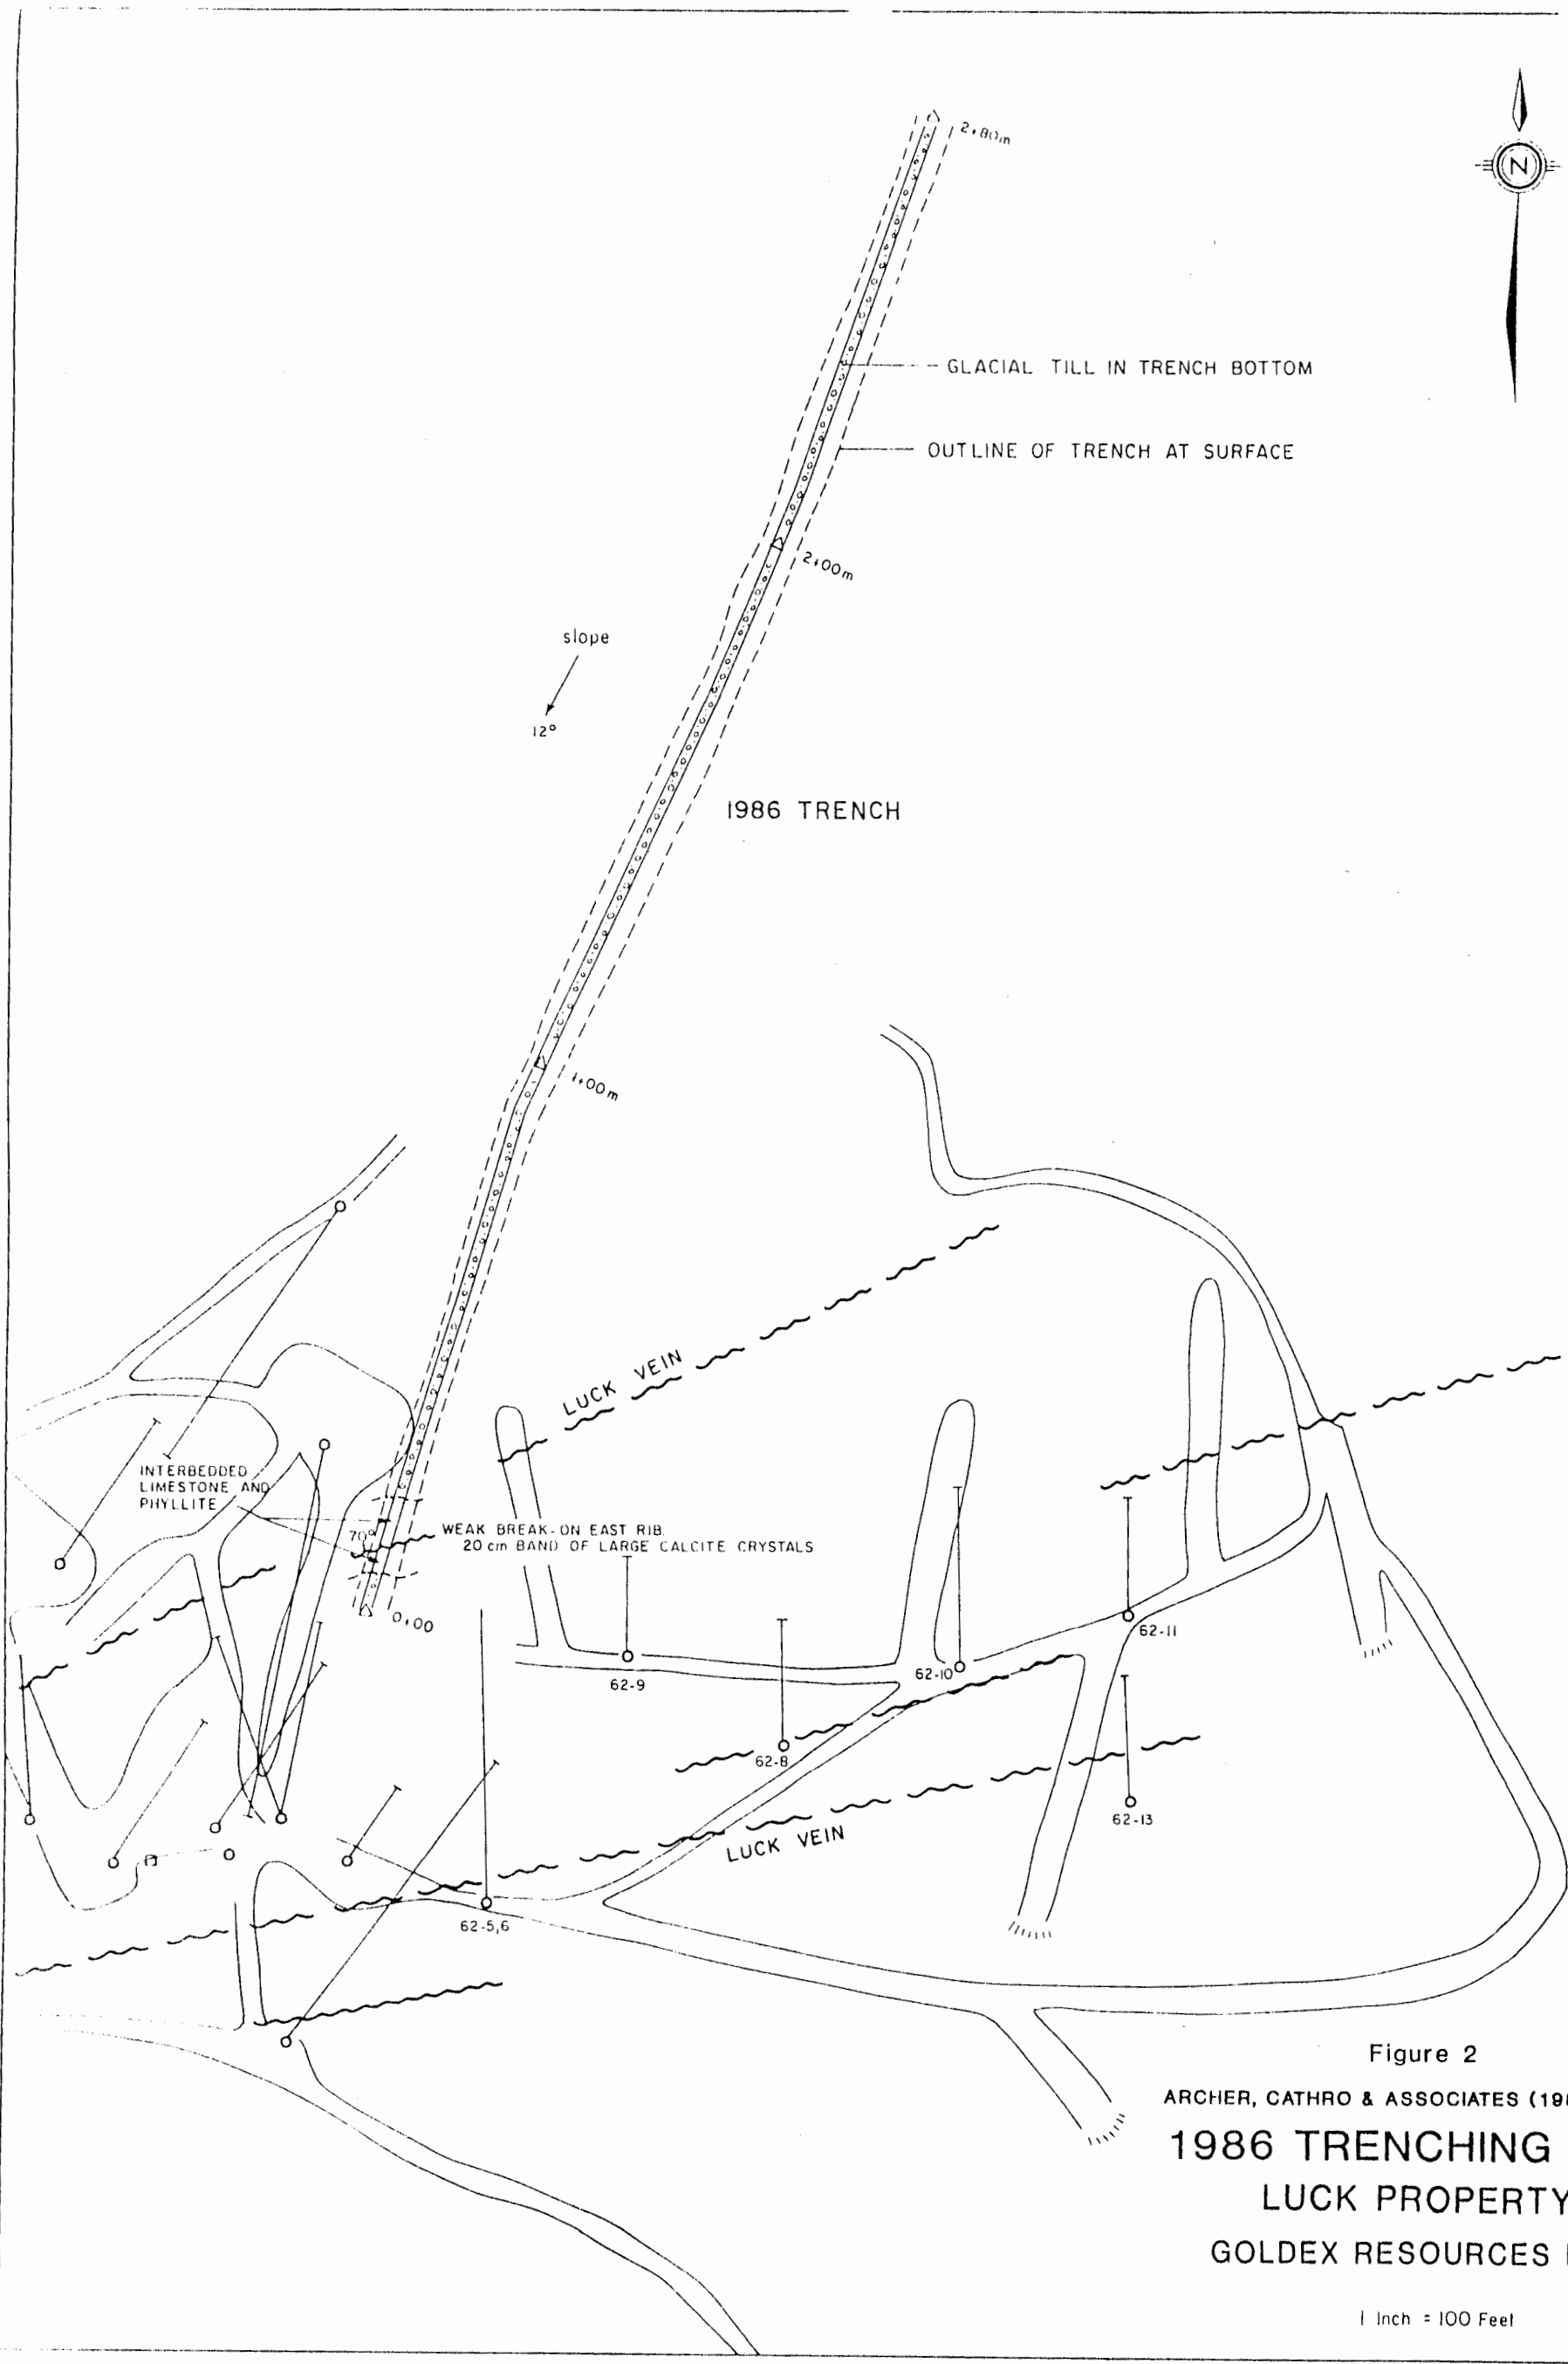 2+80m
N
GLACIAL TILL IN TRENCH BOTTOM
OUTLINE OF TRENCH AT SURFACE
2+00m
slope
12°
1986 TRENCH
1+00m
LUCK VEIN
INTERBEDDED
LIMESTONE AND
PHYLLITE
70°
WEAK BREAK - ON EAST RIB.
20 cm BAND OF LARGE CALCITE CRYSTALS
0+00
62-11
62-10
62-9
62-8
62-13
LUCK VEIN
62-5,6
Figure 2
ARCHER, CATHRO & ASSOCIATES (19
1986 TRENCHING
LUCK PROPERTY
GOLDEX RESOURCES
1 Inch = 100 Feet